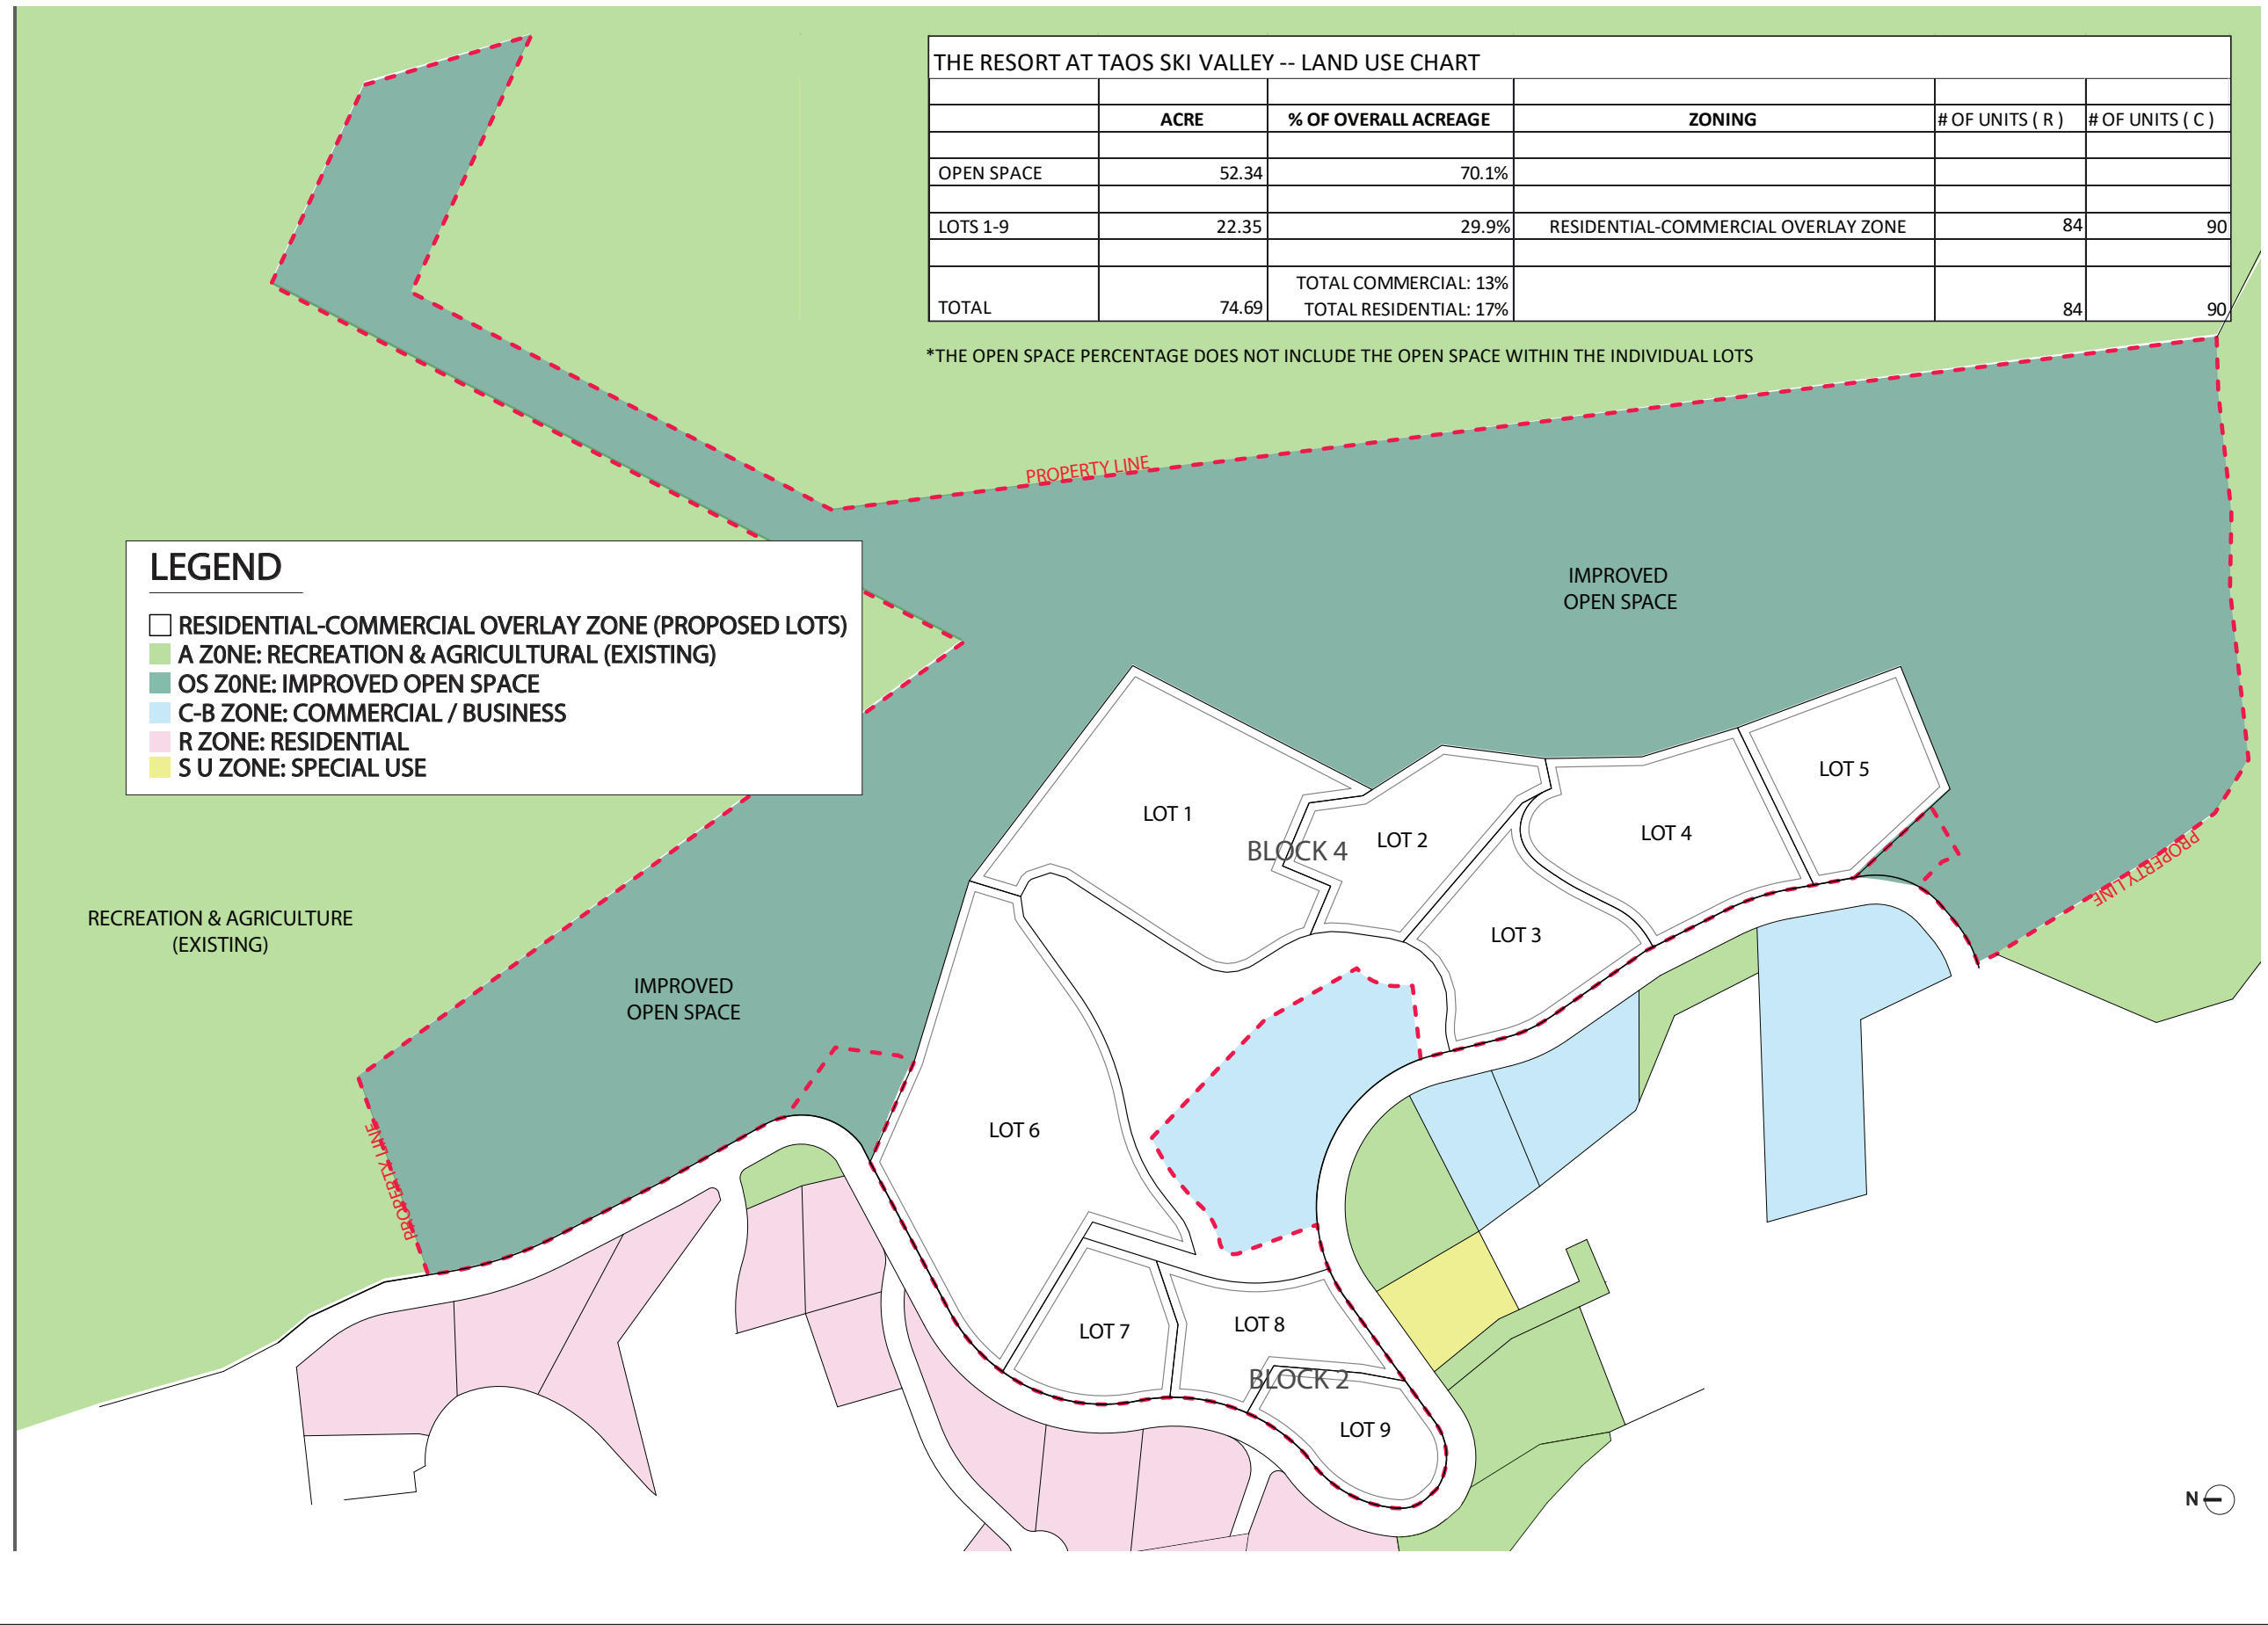 THE RESORT AT TAOS SKI VALLEY -- LAND USE CHART
ACRE % OF OVERALL ACREAGE ZONING # OF UNITS ( R ) # OF UNITS ( C )
OPEN SPACE 52.34 70.1%
LOTS 1-9 22.35 29.9% RESIDENTIAL-COMMERCIAL OVERLAY ZONE 84 90
TOTAL COMMERCIAL: 13%
TOTAL 74.69 TOTAL RESIDENTIAL: 17% 84 90
*THE OPEN SPACE PERCENTAGE DOES NOT INCLUDE THE OPEN SPACE WITHIN THE INDIVIDUAL LOTS
PROPERTY LINE
LEGEND
RESIDENTIAL-COMMERCIAL OVERLAY ZONE (PROPOSED LOTS)
A Z0NE: RECREATION & AGRICULTURAL (EXISTING)
OS Z0NE: IMPROVED OPEN SPACE
C-B ZONE: COMMERCIAL / BUSINESS
R ZONE: RESIDENTIAL
S U ZONE: SPECIAL USE
IMPROVED
OPEN SPACE
LOT 5
LOT 1
LOT 4
LOT 2
BLOCK 4
PROPERTY LINE
RECREATION & AGRICULTURE
(EXISTING)
LOT 3
IMPROVED
OPEN SPACE
LOT 6
PROPERTY LINE
LOT 7
LOT 8
BLOCK 2
LOT 9
N